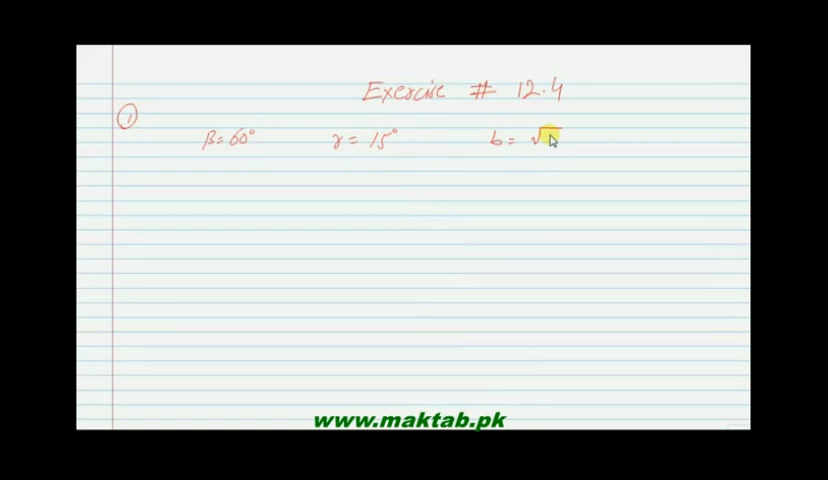 Exercise # 12.4
①
β = 60° γ = 15° b = √
www.maktab.pk